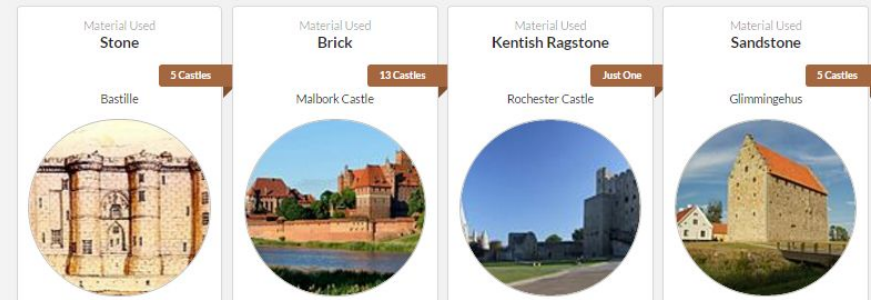 Material Used
Stone
5 Castles
Bastille
Material Used
Brick
13 Castles
Malbork Castle
Material Used
Kentish Ragstone
Just One
Rochester Castle
Material Used
Sandstone
5 Castles
Glimmingehus